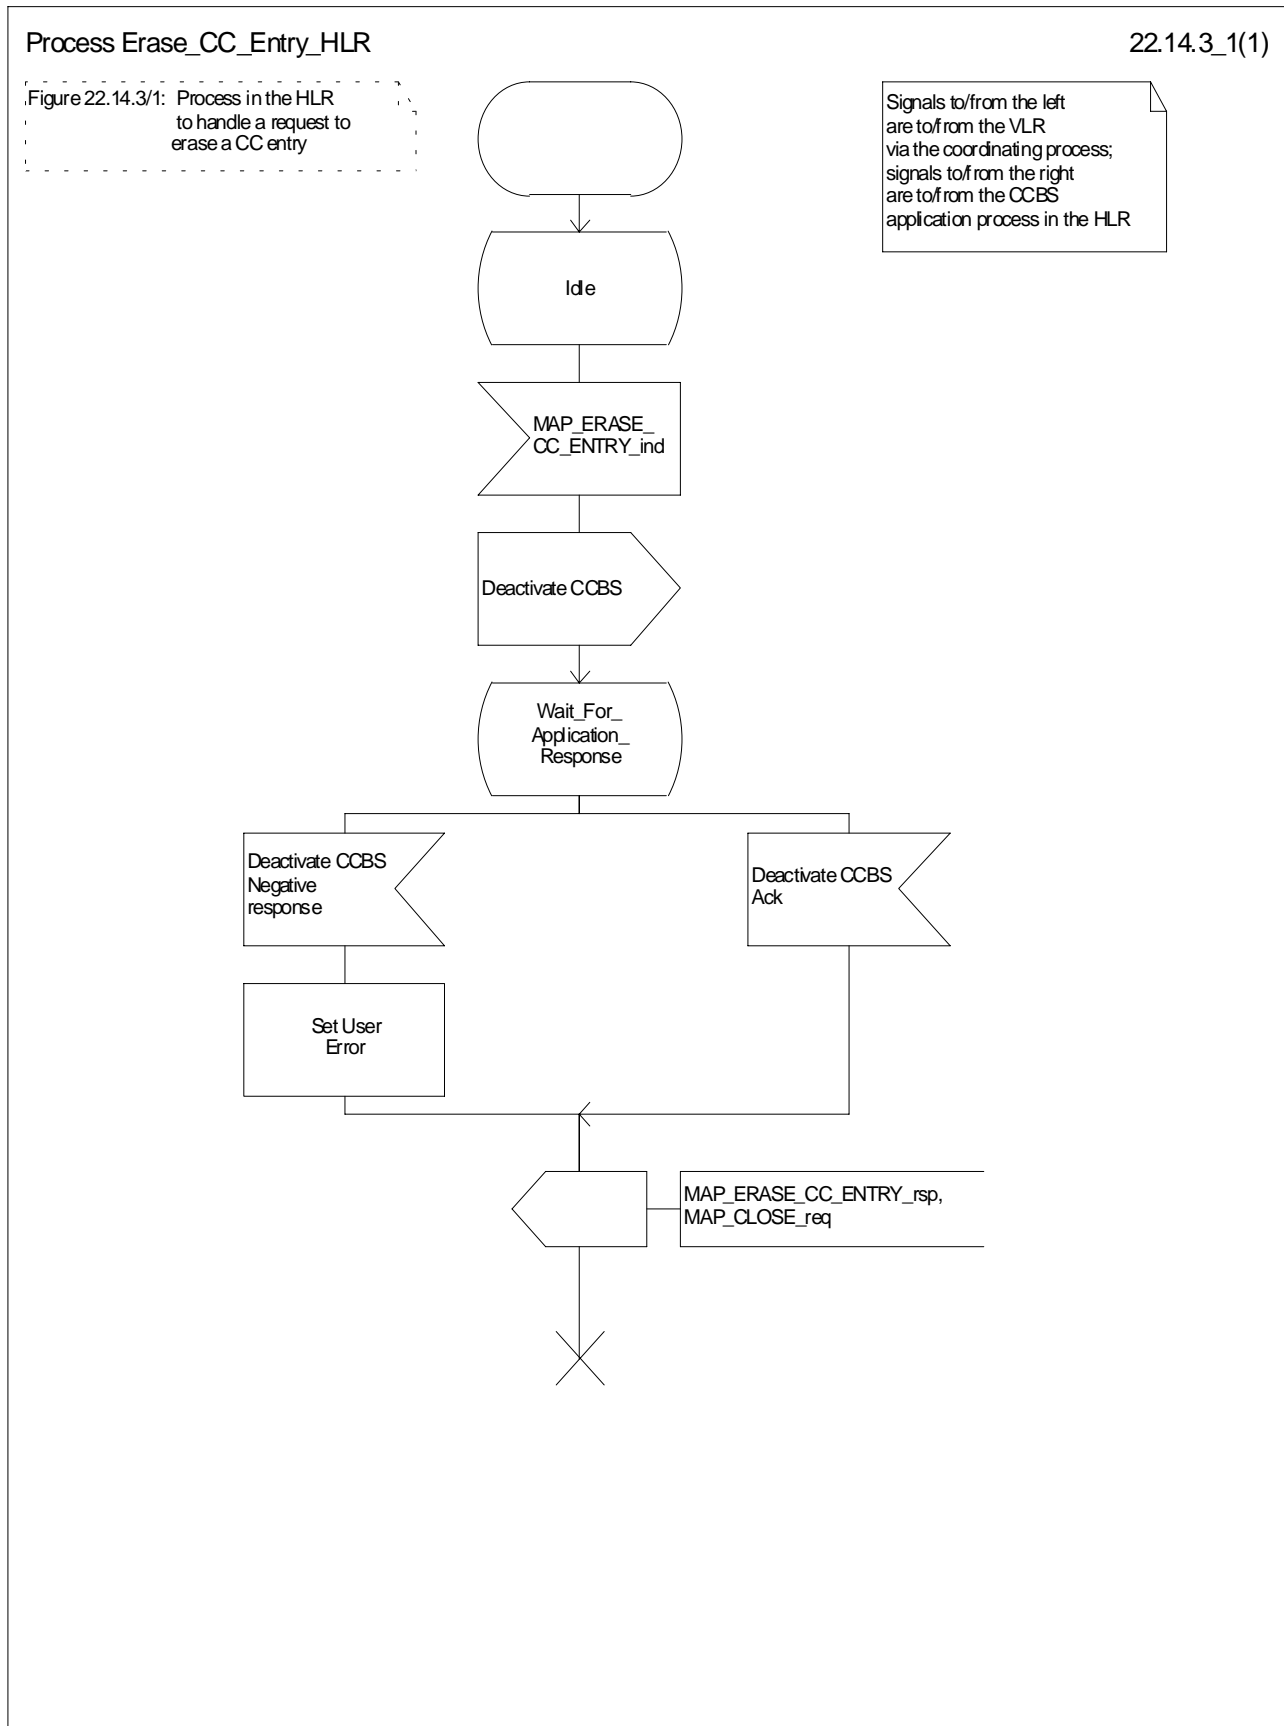 Process Erase_CC_Entry_HLR
22.14.3_1(1)
Figure 22.14.3/1: Process in the HLR
to handle a request to
erase a CC entry
Signals to/from the left
are to/from the VLR
via the coordinating process;
signals to/from the right
are to/from the CCBS
application process in the HLR
Idle
MAP_ERASE_
CC_ENTRY_ind
Deactivate CCBS
Wait_For_
Application_
Response
Deactivate CCBS
Negative
response
Deactivate CCBS
Ack
Set User
Error
MAP_ERASE_CC_ENTRY_rsp,
MAP_CLOSE_req